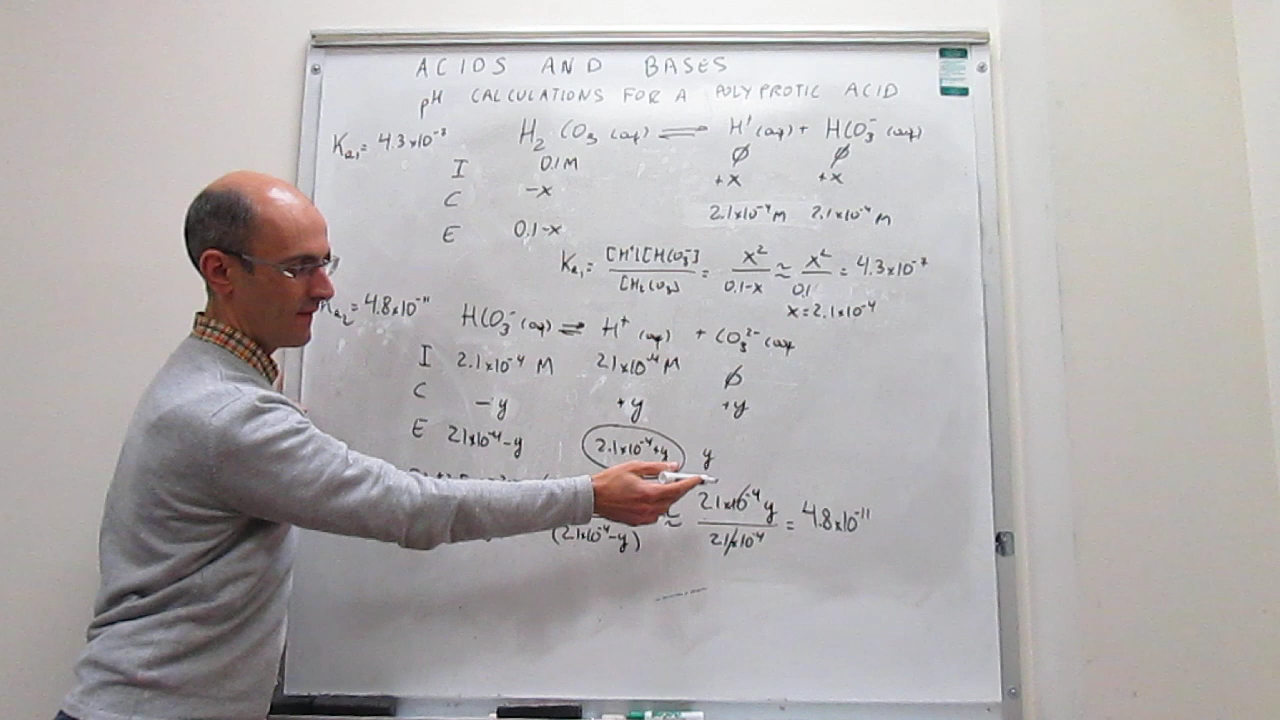 ACIDS AND BASES
pH CALCULATIONS FOR A POLYPROTIC ACID
Ka₁ = 4.3x10⁻⁷ H₂CO₃ (aq) ⇌ H⁺ (aq) + HCO₃⁻ (aq)
I 0.1M ∅ ∅
C -x +x +x
E 0.1-x 2.1x10⁻⁴ M 2.1x10⁻⁴ M
Ka₁ = [H⁺][HCO₃⁻] / [H₂CO₃] = x² / 0.1-x ≈ x² / 0.1 = 4.3x10⁻⁷
x = 2.1x10⁻⁴
Ka₂ = 4.8x10⁻¹¹ HCO₃⁻ (aq) ⇌ H⁺ (aq) + CO₃²⁻ (aq)
I 2.1x10⁻⁴ M 2.1x10⁻⁴ M ∅
C -y +y +y
E 2.1x10⁻⁴-y 2.1x10⁻⁴+y y
(2.1x10⁻⁴-y) ≈ 2.1x10⁻⁴ y / 2.1x10⁻⁴ = 4.8x10⁻¹¹